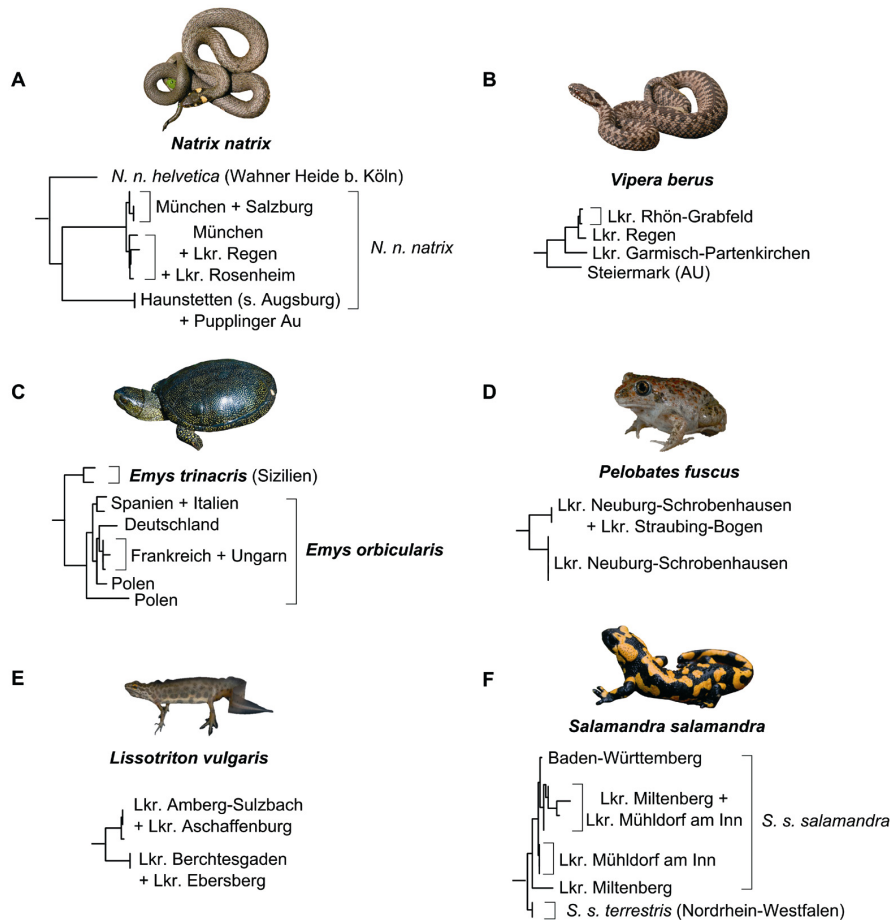 A
Natrix natrix
N. n. helvetica (Wahner Heide b. Köln)
München + Salzburg
München
+ Lkr. Regen
+ Lkr. Rosenheim
N. n. natrix
Haunstetten (s. Augsburg)
+ Pupplinger Au
B
Vipera berus
Lkr. Rhön-Grabfeld
Lkr. Regen
Lkr. Garmisch-Partenkirchen
Steiermark (AU)
C
Emys trinacris (Sizilien)
Spanien + Italien
Deutschland
Frankreich + Ungarn
Emys orbicularis
Polen
Polen
D
Pelobates fuscus
Lkr. Neuburg-Schrobenhausen
+ Lkr. Straubing-Bogen
Lkr. Neuburg-Schrobenhausen
E
Lissotriton vulgaris
Lkr. Amberg-Sulzbach
+ Lkr. Aschaffenburg
Lkr. Berchtesgaden
+ Lkr. Ebersberg
F
Salamandra salamandra
Baden-Württemberg
Lkr. Miltenberg +
Lkr. Mühldorf am Inn
S. s. salamandra
Lkr. Mühldorf am Inn
Lkr. Miltenberg
S. s. terrestris (Nordrhein-Westfalen)